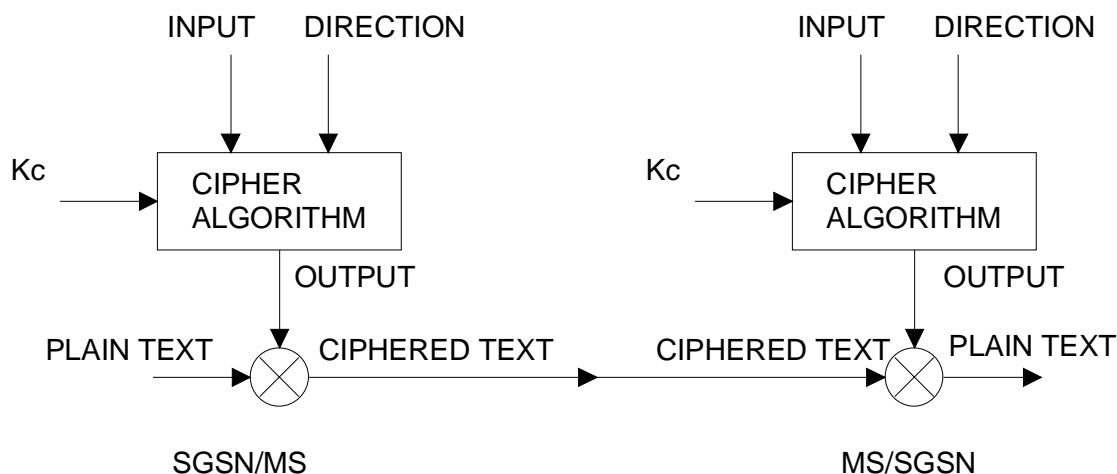 INPUT DIRECTION INPUT DIRECTION
Kc Kc
CIPHER CIPHER
ALGORITHM ALGORITHM
OUTPUT OUTPUT
PLAIN TEXT CIPHERED TEXT CIPHERED TEXT PLAIN TEXT
SGSN/MS MS/SGSN